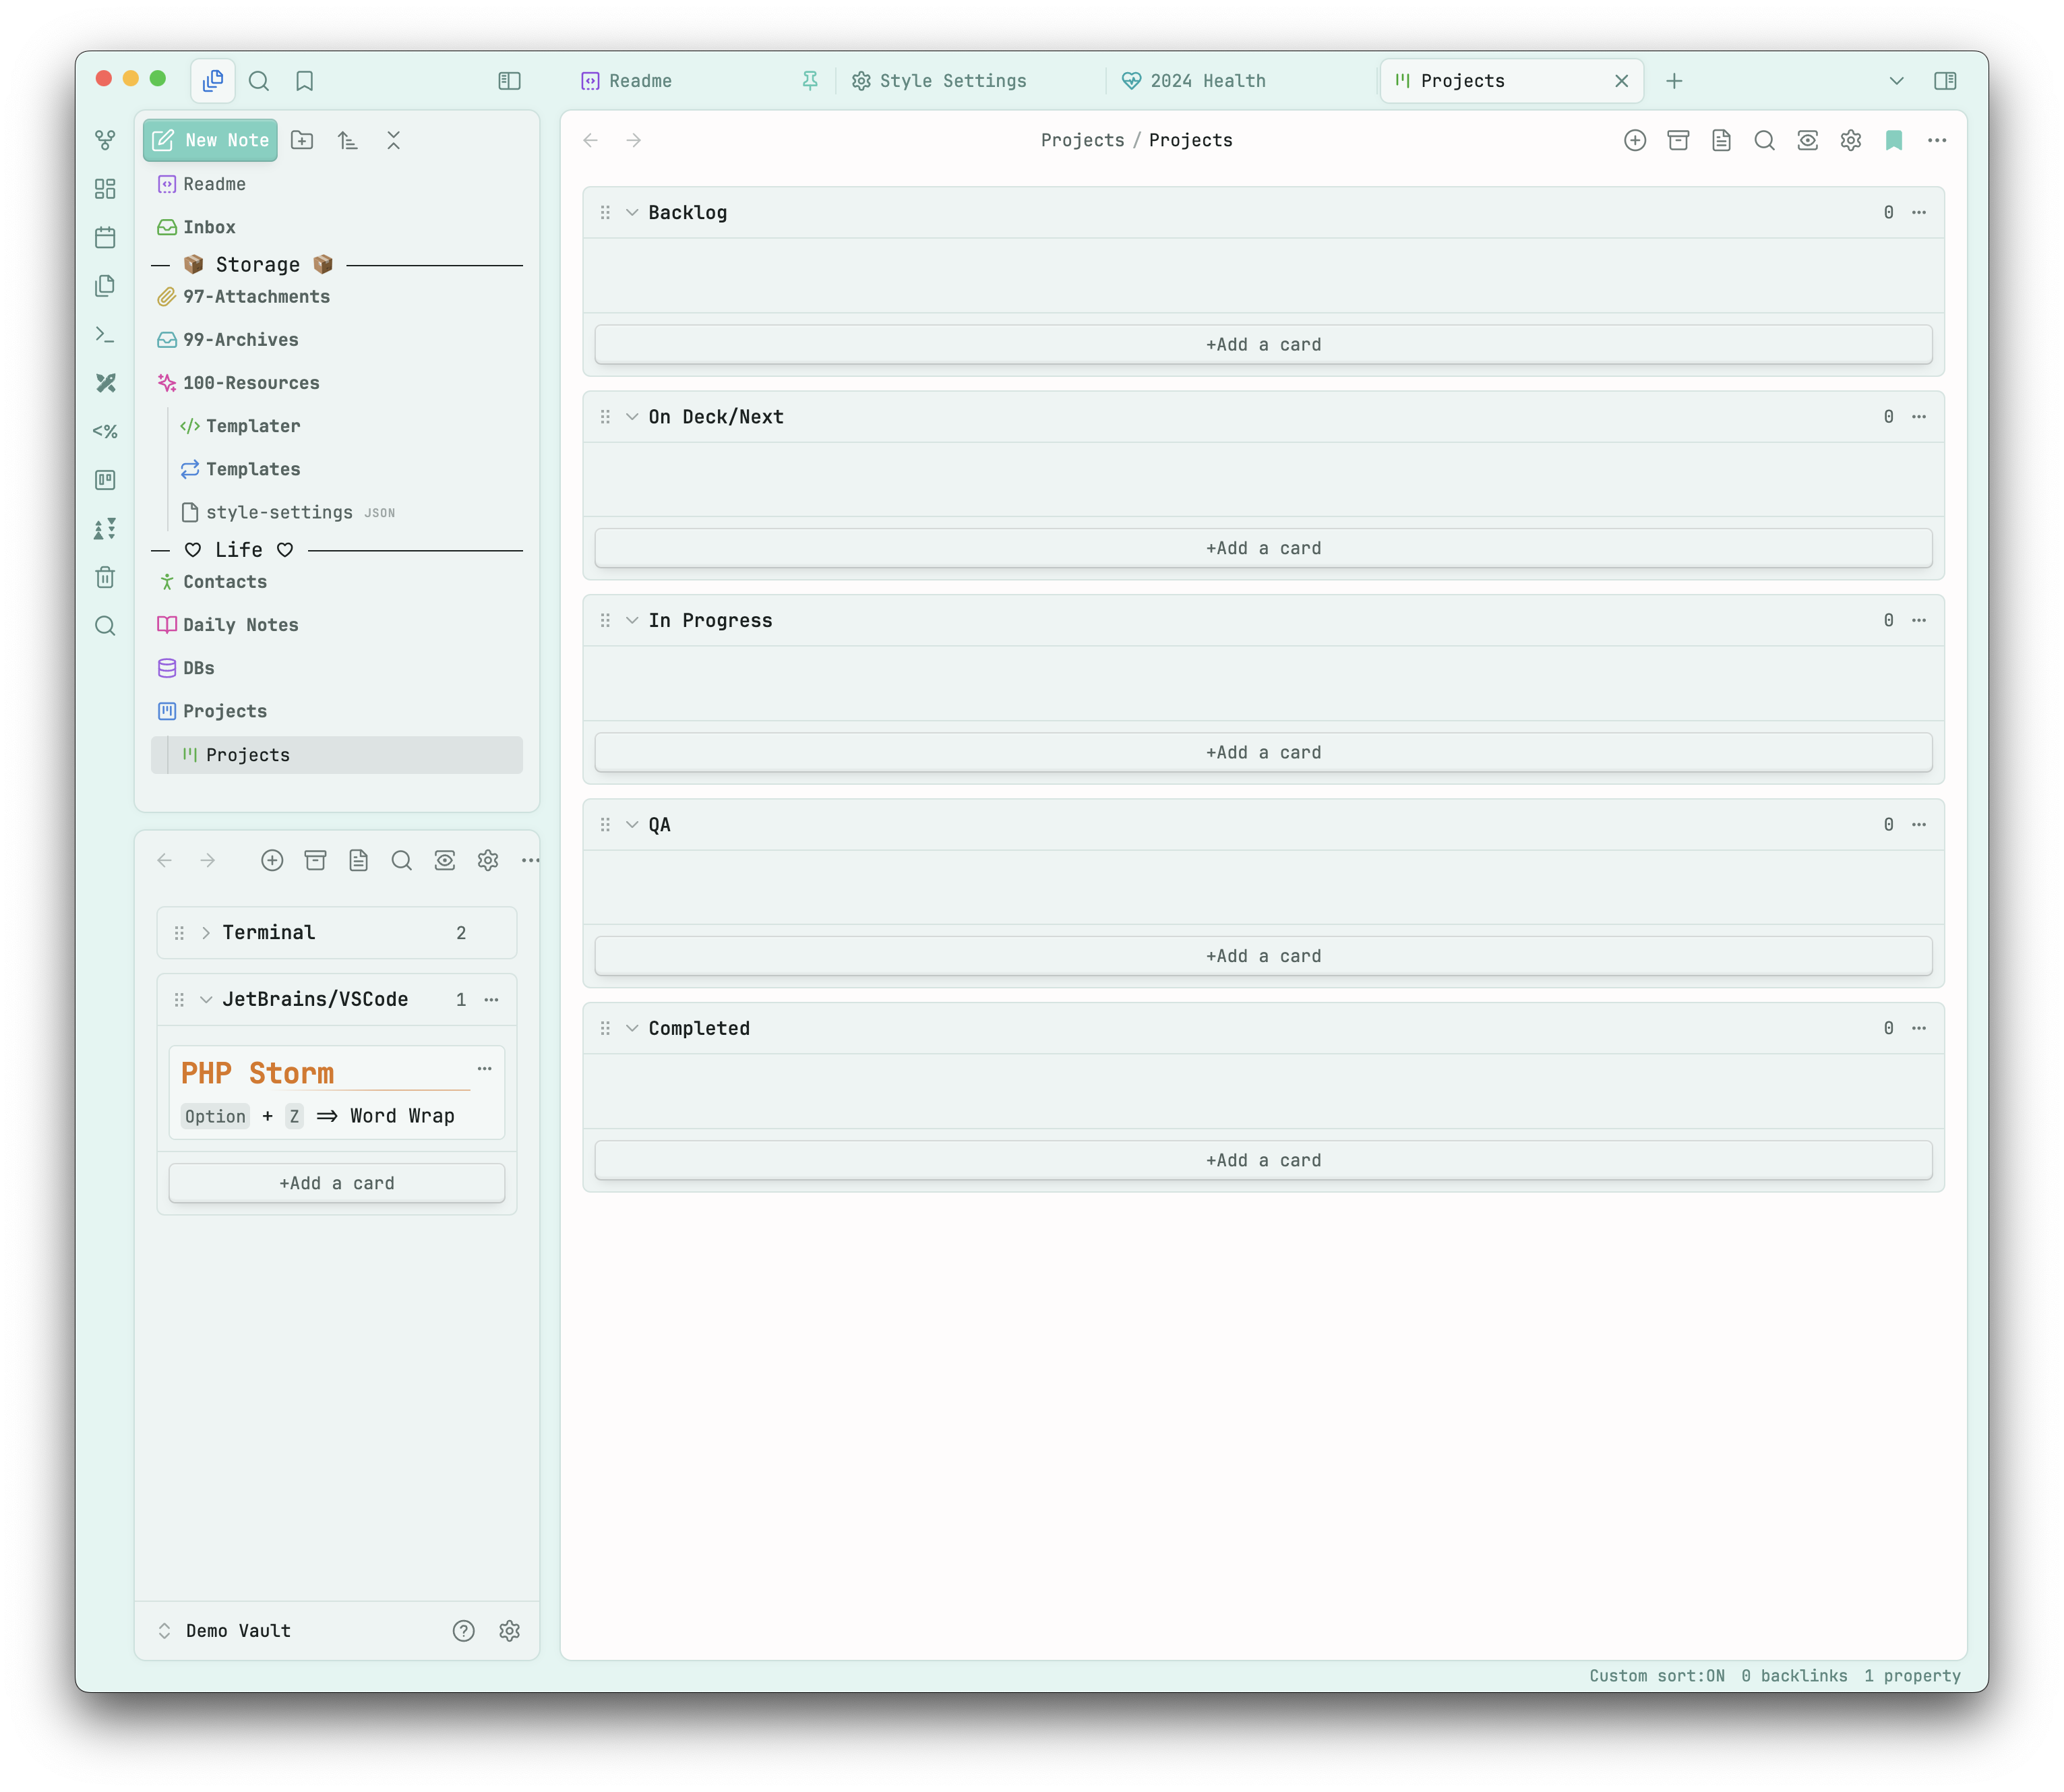 Readme
Style Settings
2024 Health
Projects
New Note
Readme
Inbox
📦 Storage 📦
97-Attachments
99-Archives
100-Resources
Templater
Templates
style-settings JSON
♡ Life ♡
Contacts
Daily Notes
DBs
Projects
Projects
Terminal 2
JetBrains/VSCode 1
PHP Storm
Option + Z ⇒ Word Wrap
+Add a card
Demo Vault
<%
Projects / Projects
Backlog 0
+Add a card
On Deck/Next 0
+Add a card
In Progress 0
+Add a card
QA 0
+Add a card
Completed 0
+Add a card
Custom sort:ON 0 backlinks 1 property